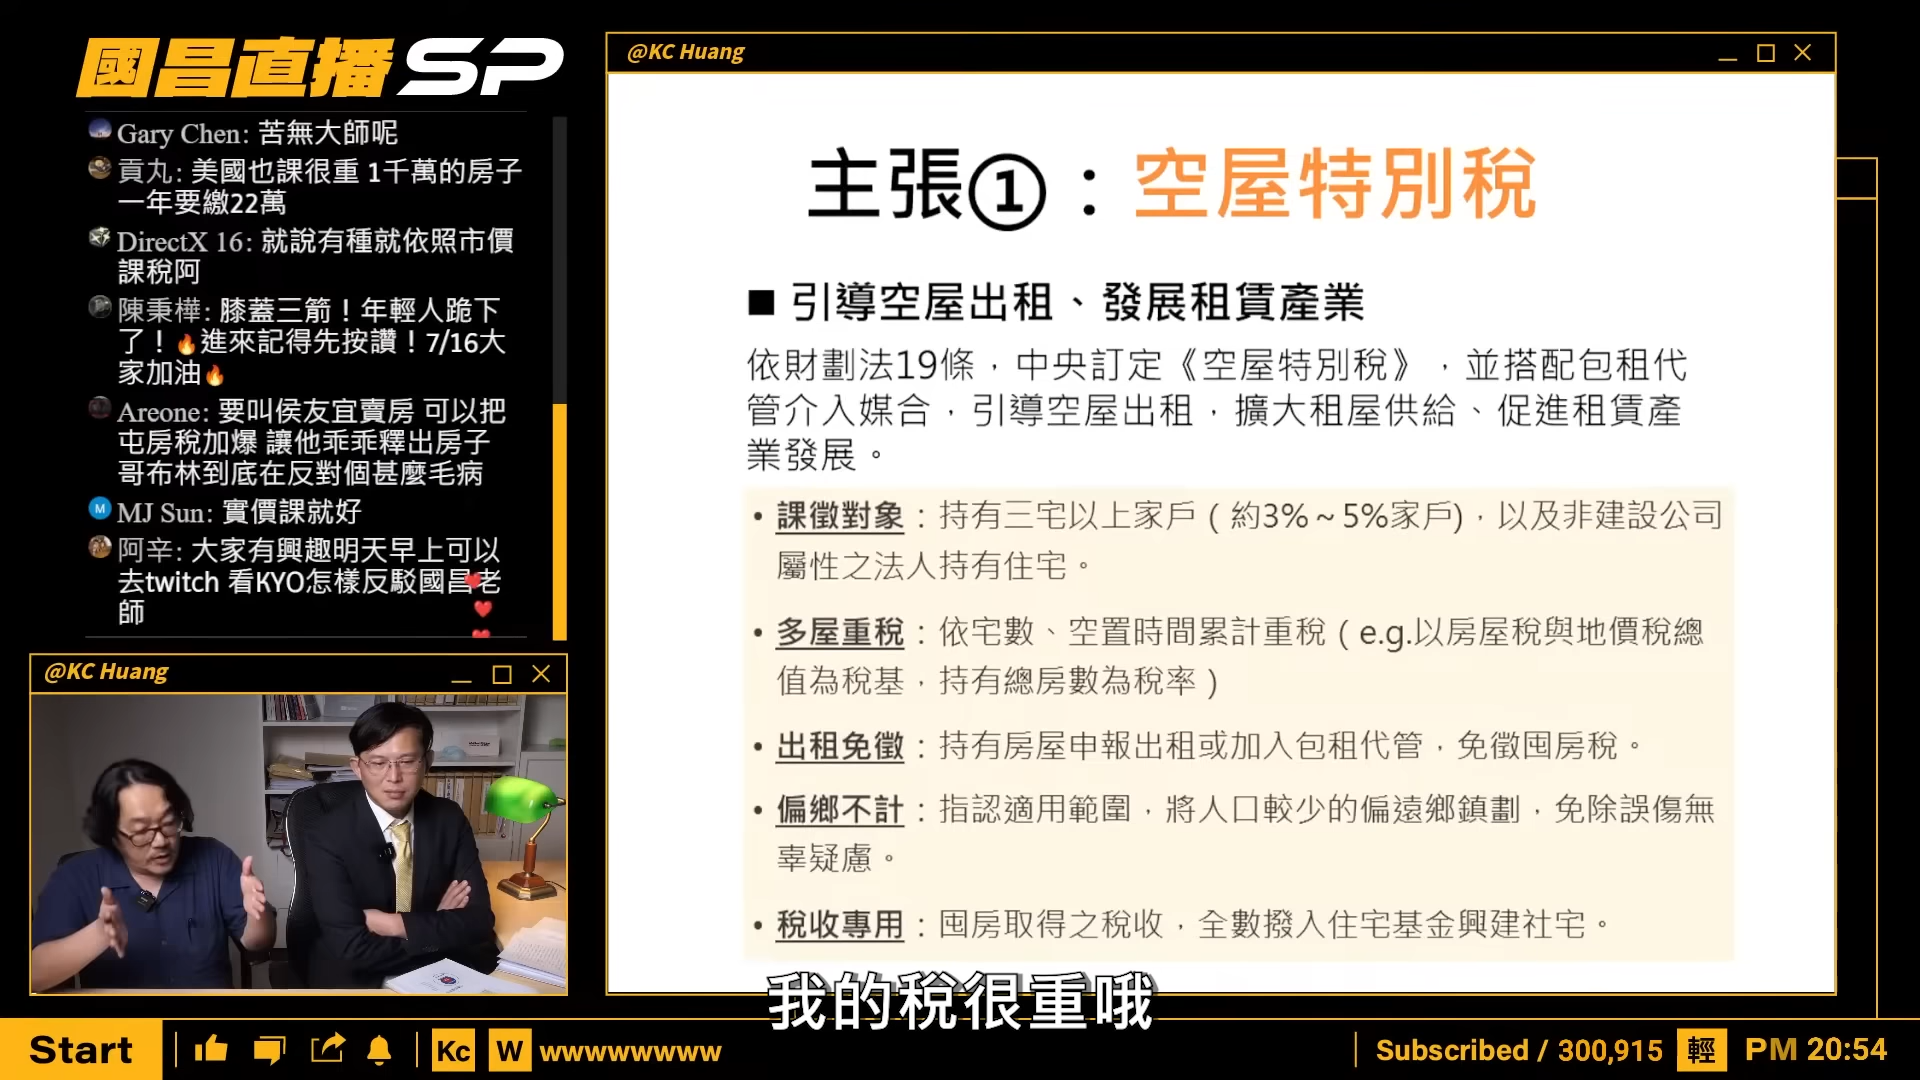 國昌直播SP
Gary Chen: 苦無大師呢
貢丸: 美國也課很重 1千萬的房子
一年要繳22萬
DirectX 16: 就說有種就依照市價
課稅阿
陳秉樺: 膝蓋三箭！年輕人跪下
了！🔥進來記得先按讚！7/16大
家加油🔥
Areone: 要叫侯友宜賣房 可以把
屯房稅加爆 讓他乖乖釋出房子
哥布林到底在反對個甚麼毛病
M MJ Sun: 實價課就好
阿辛: 大家有興趣明天早上可以
去twitch 看KYO怎樣反駁國昌老
師
@KC Huang
@KC Huang
主張①：空屋特別稅
■ 引導空屋出租、發展租賃產業
依財劃法19條，中央訂定《空屋特別稅》，並搭配包租代
管介入媒合，引導空屋出租，擴大租屋供給、促進租賃產
業發展。
• 課徵對象：持有三宅以上家戶（約3%～5%家戶)，以及非建設公司
屬性之法人持有住宅。
• 多屋重稅：依宅數、空置時間累計重稅（e.g.以房屋稅與地價稅總
值為稅基，持有總房數為稅率）
• 出租免徵：持有房屋申報出租或加入包租代管，免徵囤房稅。
• 偏鄉不計：指認適用範圍，將人口較少的偏遠鄉鎮劃，免除誤傷無
辜疑慮。
• 稅收專用：囤房取得之稅收，全數撥入住宅基金興建社宅。
我的稅很重哦
Start
Kc W wwwwwwwww
Subscribed / 300,915 輕 PM 20:54